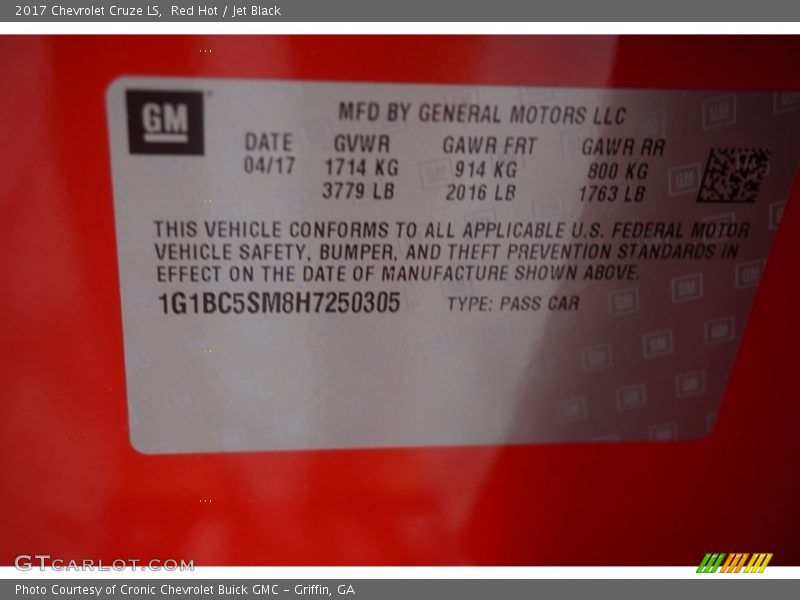 2017 Chevrolet Cruze LS, Red Hot / Jet Black
GM
MFD BY GENERAL MOTORS LLC
DATE GVWR GAWR FRT GAWR RR
04/17 1714 KG 914 KG 800 KG
3779 LB 2016 LB 1763 LB
THIS VEHICLE CONFORMS TO ALL APPLICABLE U.S. FEDERAL MOTOR
VEHICLE SAFETY, BUMPER, AND THEFT PREVENTION STANDARDS IN
EFFECT ON THE DATE OF MANUFACTURE SHOWN ABOVE.
1G1BC5SM8H7250305 TYPE: PASS CAR
GTCARLOT.COM
Photo Courtesy of Cronic Chevrolet Buick GMC - Griffin, GA